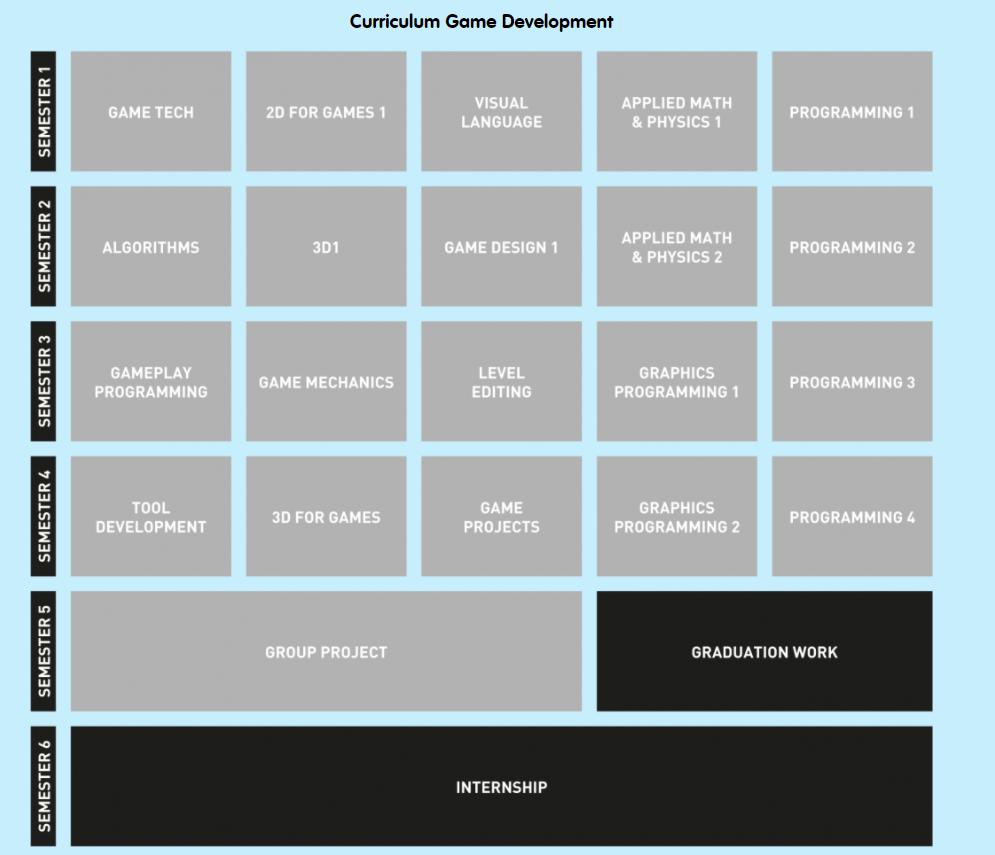 Curriculum Game Development
SEMESTER 1
GAME TECH
2D FOR GAMES 1
VISUAL
LANGUAGE
APPLIED MATH
& PHYSICS 1
PROGRAMMING 1
SEMESTER 2
ALGORITHMS
3D1
GAME DESIGN 1
APPLIED MATH
& PHYSICS 2
PROGRAMMING 2
SEMESTER 3
GAMEPLAY
PROGRAMMING
GAME MECHANICS
LEVEL
EDITING
GRAPHICS
PROGRAMMING 1
PROGRAMMING 3
SEMESTER 4
TOOL
DEVELOPMENT
3D FOR GAMES
GAME
PROJECTS
GRAPHICS
PROGRAMMING 2
PROGRAMMING 4
SEMESTER 5
GROUP PROJECT
GRADUATION WORK
SEMESTER 6
INTERNSHIP